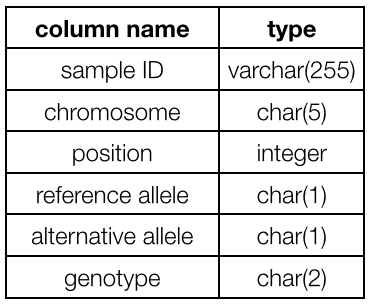 column name type
sample ID varchar(255)
chromosome char(5)
position integer
reference allele char(1)
alternative allele char(1)
genotype char(2)